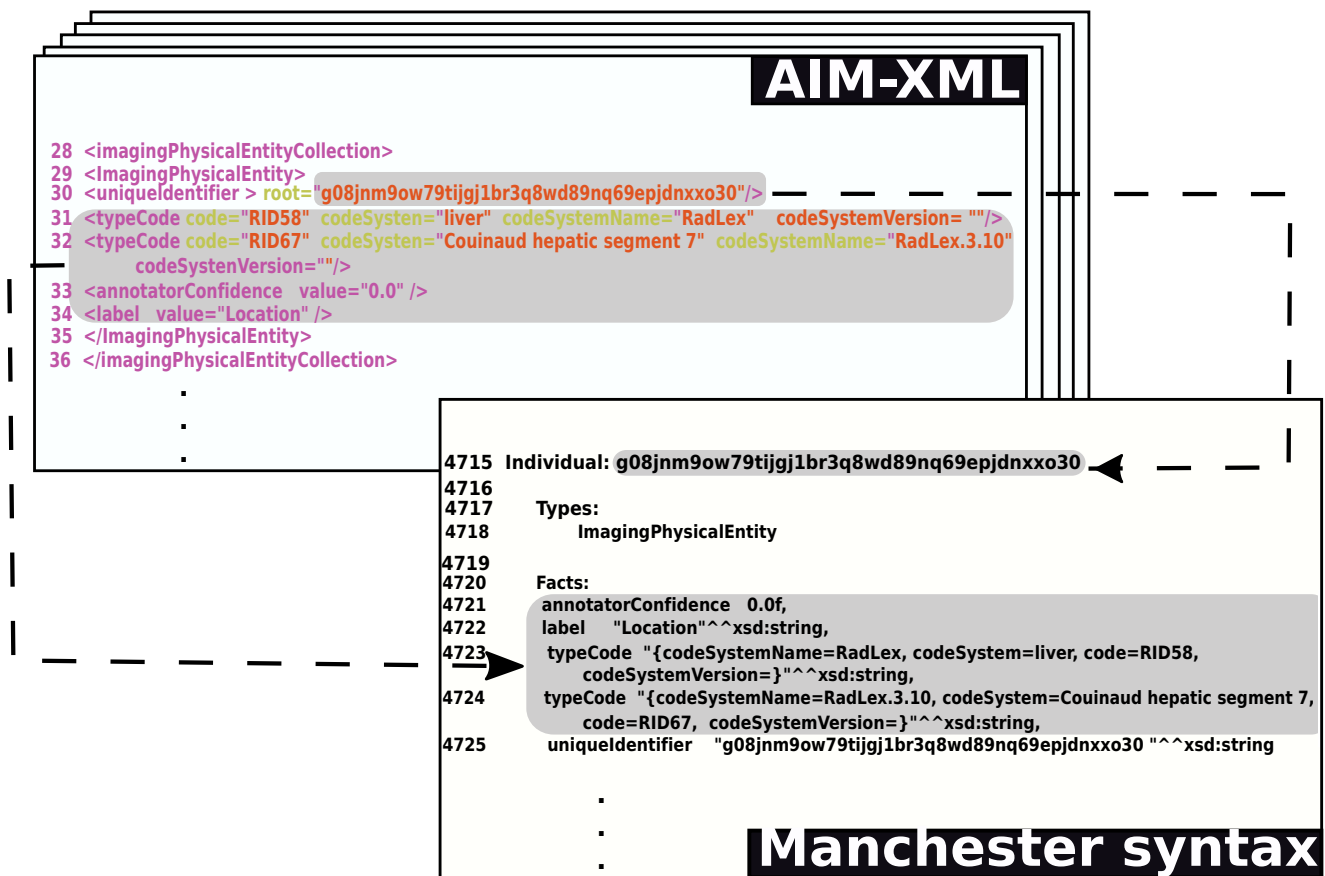 AIM-XML
28 <imagingPhysicalEntityCollection>
29 <ImagingPhysicalEntity>
30 <uniqueIdentifier > root="g08jnm9ow79tijgj1br3q8wd89nq69epjdnxxo30"/>
31 <typeCode code="RID58" codeSysten="liver" codeSystemName="RadLex" codeSystemVersion= ""/>
32 <typeCode code="RID67" codeSysten="Couinaud hepatic segment 7" codeSystemName="RadLex.3.10"
codeSystenVersion=""/>
33 <annotatorConfidence value="0.0" />
34 <label value="Location" />
35 </ImagingPhysicalEntity>
36 </imagingPhysicalEntityCollection>
.
.
.
4715 Individual: g08jnm9ow79tijgj1br3q8wd89nq69epjdnxxo30
4716
4717 Types:
4718 ImagingPhysicalEntity
4719
4720 Facts:
4721 annotatorConfidence 0.0f,
4722 label "Location"^^xsd:string,
4723 typeCode "{codeSystemName=RadLex, codeSystem=liver, code=RID58,
codeSystemVersion=}"^^xsd:string,
4724 typeCode "{codeSystemName=RadLex.3.10, codeSystem=Couinaud hepatic segment 7,
code=RID67, codeSystemVersion=}"^^xsd:string,
4725 uniqueIdentifier "g08jnm9ow79tijgj1br3q8wd89nq69epjdnxxo30 "^^xsd:string
.
.
.
Manchester syntax